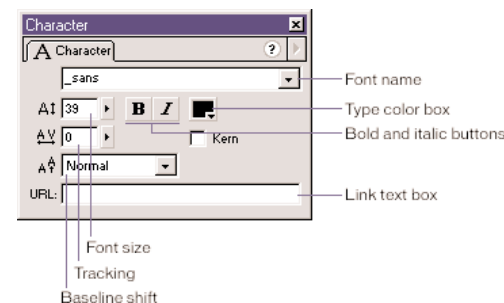 Character
A Character ?
_sans
Font name
39 B I
Type color box
Bold and italic buttons
AV 0 Kern
Normal
URL:
Link text box
Font size
Tracking
Baseline shift